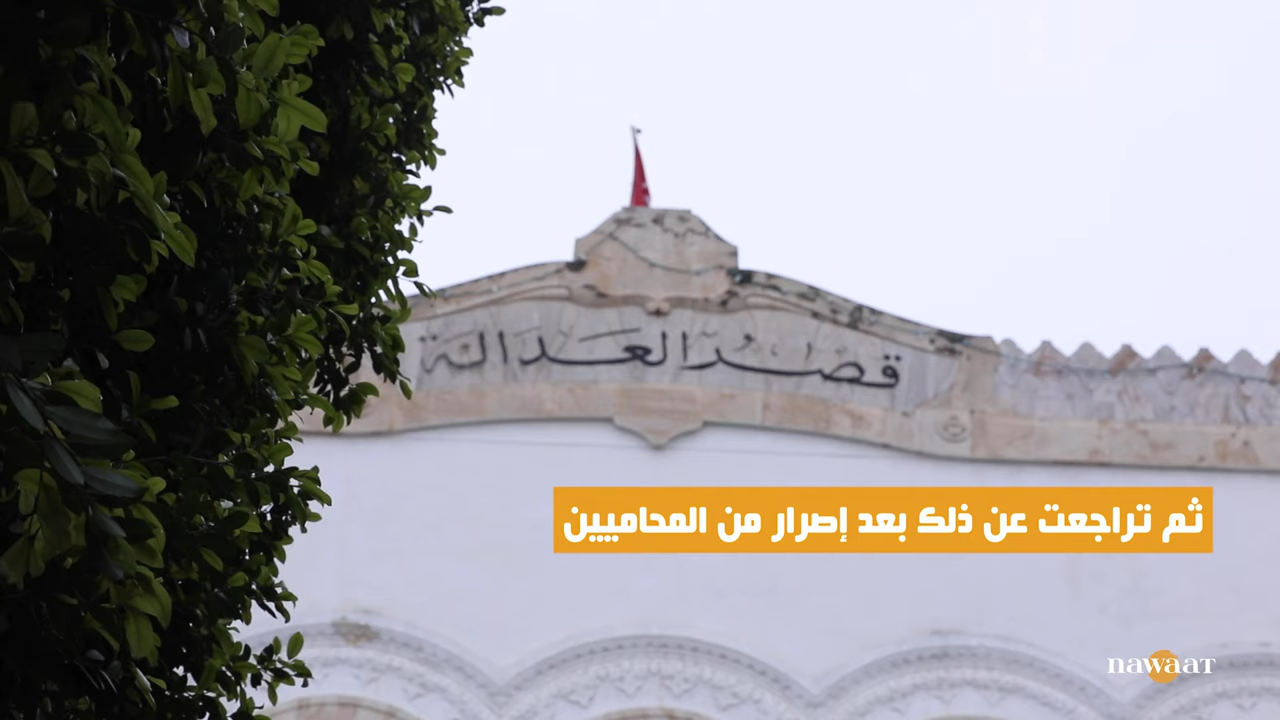 قصر العدالة
ثم تراجعت عن ذلك بعد إصرار من المحاميين
nawaat